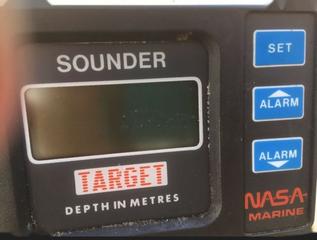 SOUNDER
TARGET
DEPTH IN METRES
SET
ALARM
ALARM
NASA
MARINE